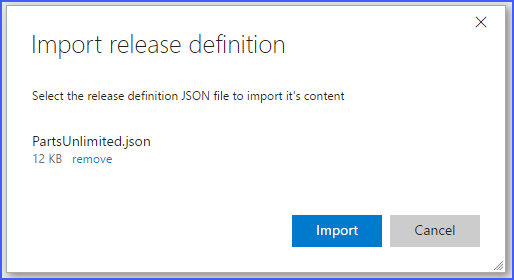 Import release definition
Select the release definition JSON file to import it's content
PartsUnlimited.json
12 KB remove
Import Cancel